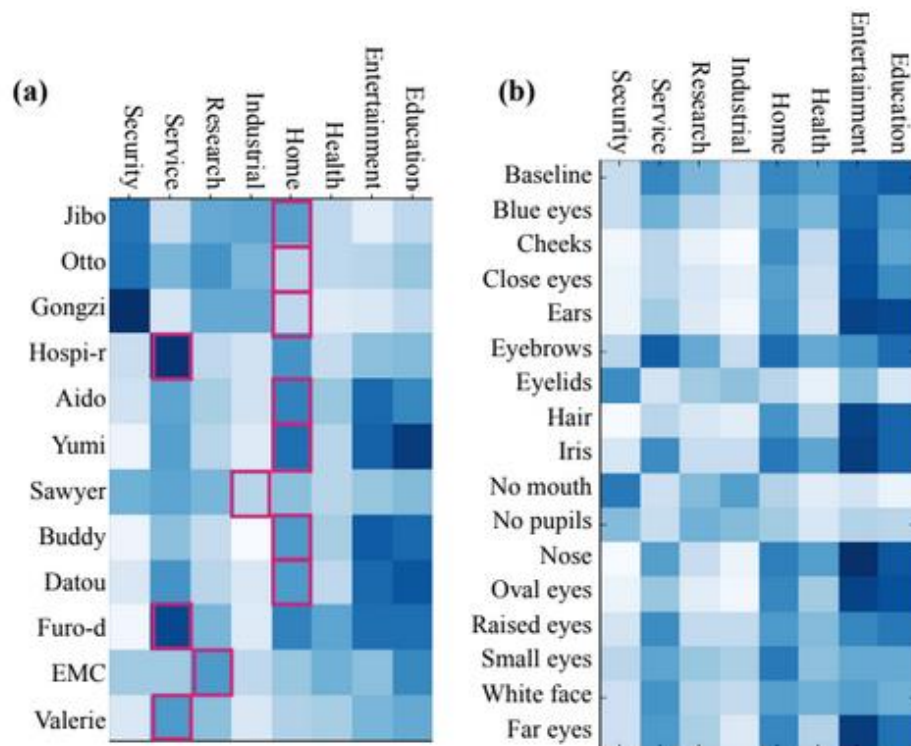 (a)
Security
Service
Research
Industrial
Home
Health
Entertainment
Education
Jibo
Otto
Gongzi
Hospi-r
Aido
Yumi
Sawyer
Buddy
Datou
Furo-d
EMC
Valerie
(b)
Security
Service
Research
Industrial
Home
Health
Entertainment
Education
Baseline
Blue eyes
Cheeks
Close eyes
Ears
Eyebrows
Eyelids
Hair
Iris
No mouth
No pupils
Nose
Oval eyes
Raised eyes
Small eyes
White face
Far eyes